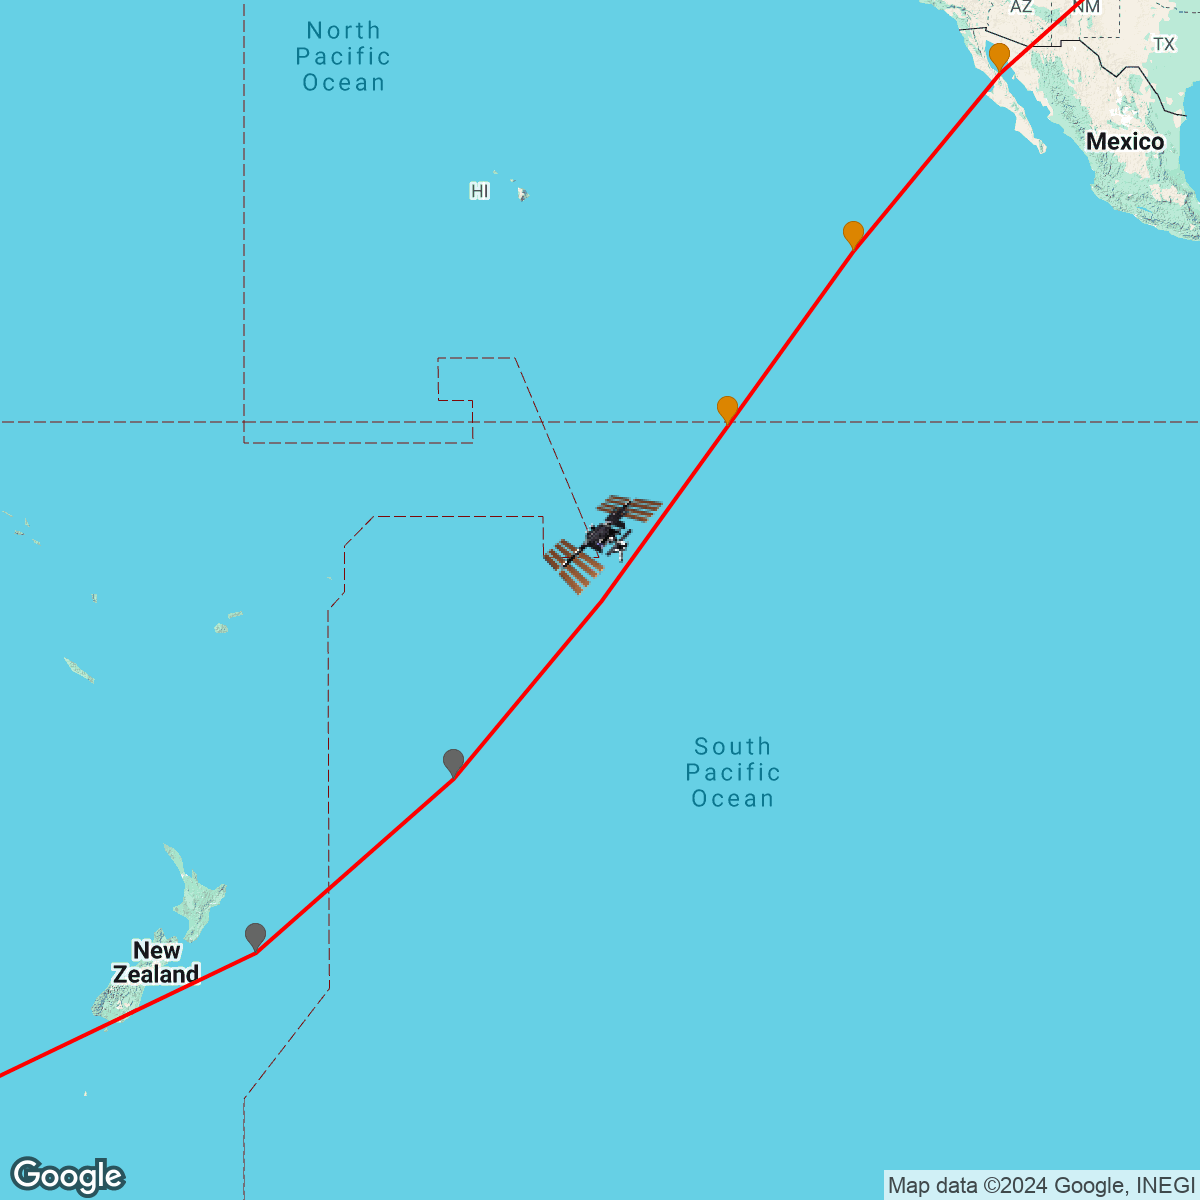 AZ
NM
TX
North
Pacific
Ocean
Mexico
HI
South
Pacific
Ocean
New
Zealand
Google
Map data ©2024 Google, INEGI